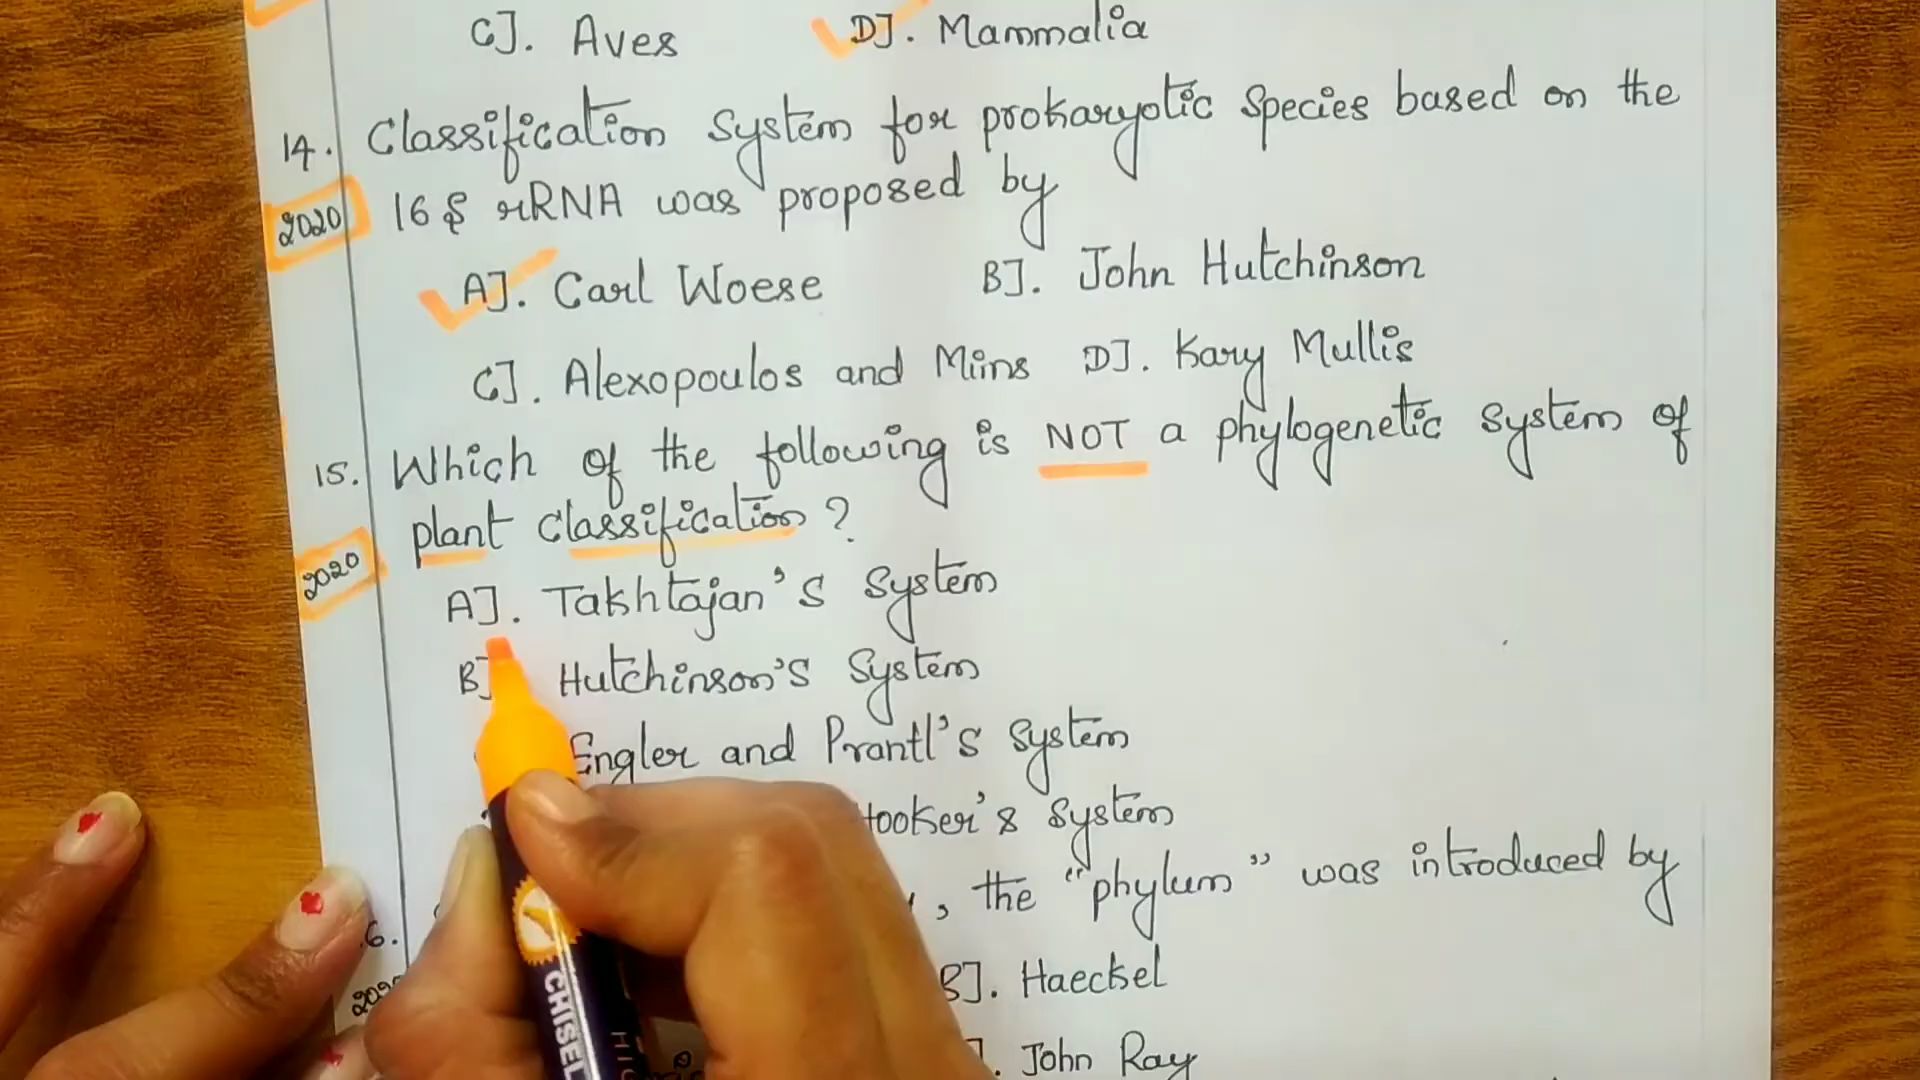 C]. Aves D]. Mammalia
14. Classification System for prokaryotic Species based on the
2020 16 S rRNA was proposed by
A]. Carl Woese B]. John Hutchinson
C]. Alexopoulos and Mims D]. Kary Mullis
15. Which of the following is NOT a phylogenetic system of
plant classification ?
2020
A]. Takhtajan's System
B] Hutchinson's System
Engler and Prantl's System
Hooker's System
, the "phylum" was introduced by
6.
B]. Haeckel
]. John Ray
CHISEL